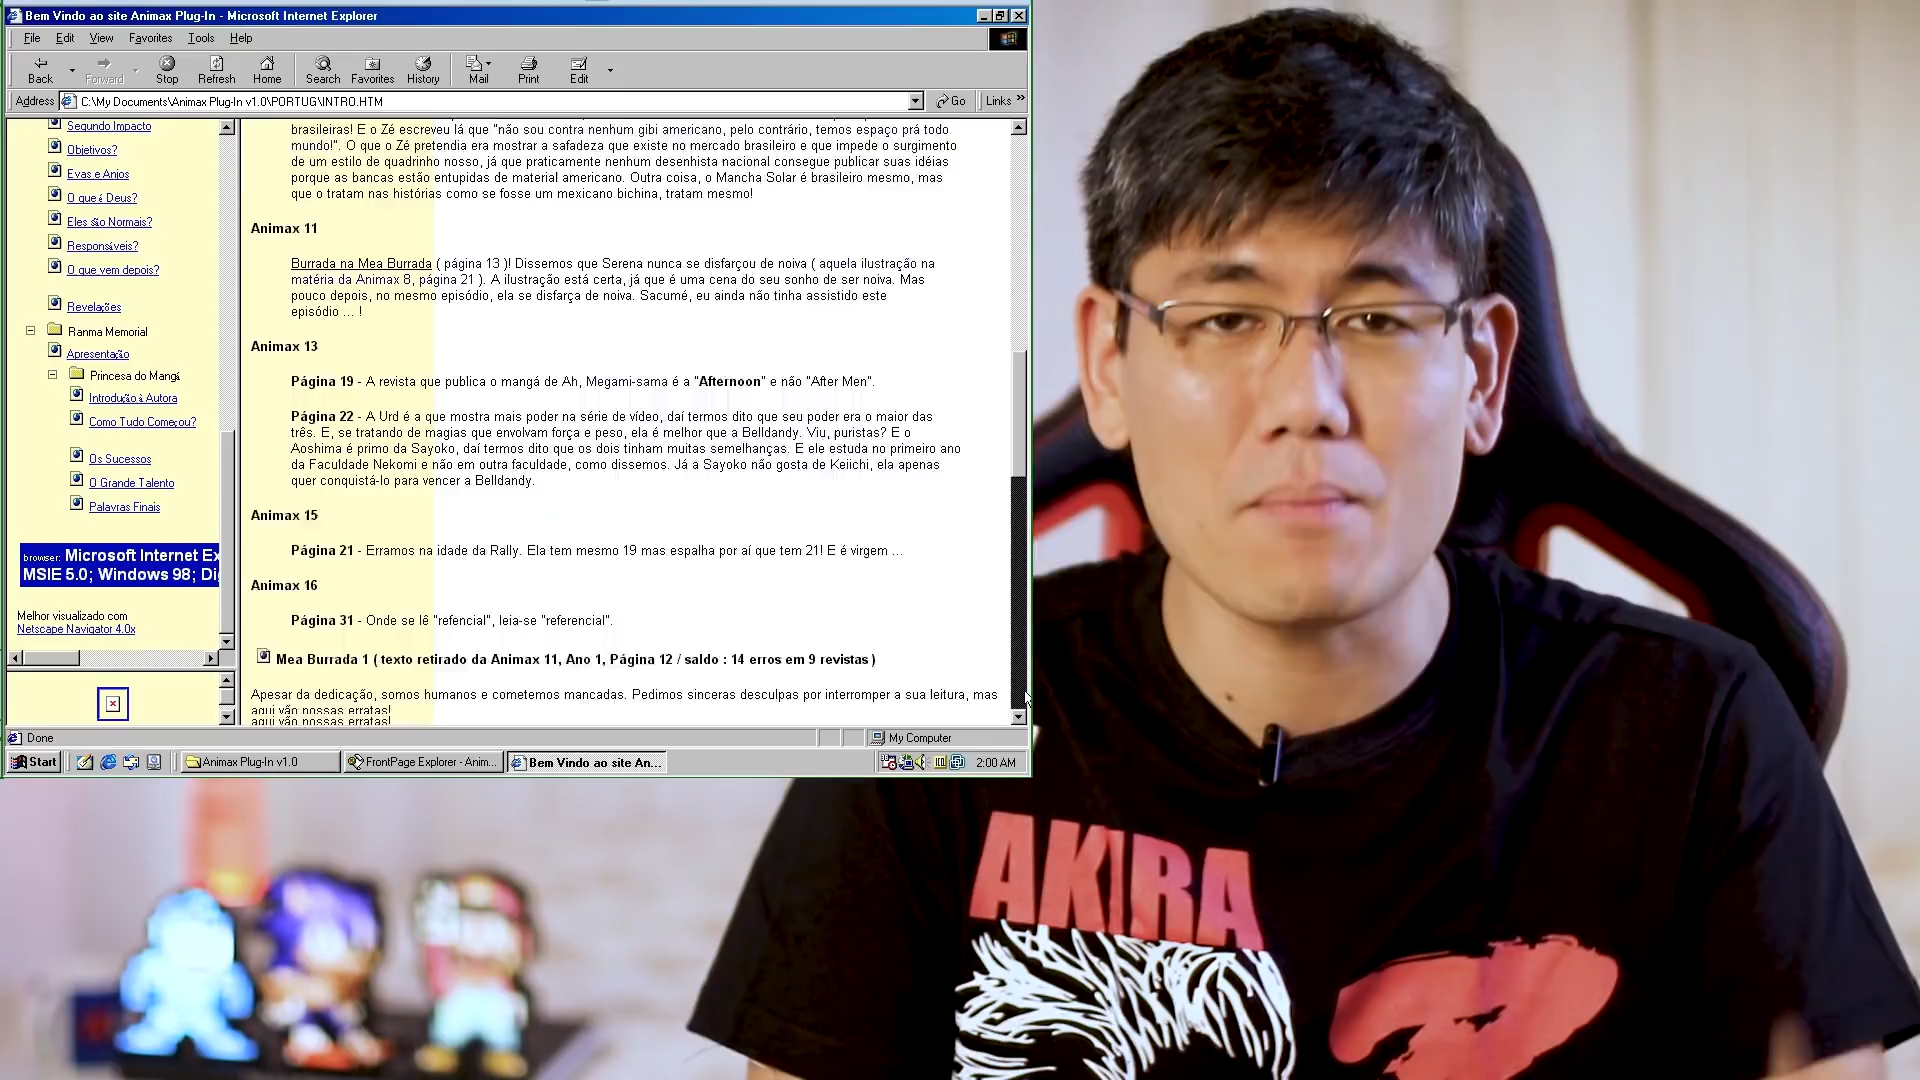 Bem Vindo ao site Animax Plug-In - Microsoft Internet Explorer
File Edit View Favorites Tools Help
Back Forward Stop Refresh Home Search Favorites History Mail Print Edit
Address C:\My Documents\Animax Plug-In v1.0\PORTUG\INTRO.HTM Go Links »
Segundo Impacto
Objetivos?
Evas e Anjos
O que é Deus?
Eles são Normais?
Responsáveis?
O que vem depois?
Revelações
Ranma Memorial
Apresentação
Princesa do Mangá
Introdução à Autora
Como Tudo Começou?
Os Sucessos
O Grande Talento
Palavras Finais
browser: Microsoft Internet Ex
MSIE 5.0; Windows 98; Di
Melhor visualizado com
Netscape Navigator 4.0x
brasileiras! E o Zé escreveu lá que "não sou contra nenhum gibi americano, pelo contrário, temos espaço prá todo
mundo!". O que o Zé pretendia era mostrar a safadeza que existe no mercado brasileiro e que impede o surgimento
de um estilo de quadrinho nosso, já que praticamente nenhum desenhista nacional consegue publicar suas idéias
porque as bancas estão entupidas de material americano. Outra coisa, o Mancha Solar é brasileiro mesmo, mas
que o tratam nas histórias como se fosse um mexicano bichina, tratam mesmo!
Animax 11
Burrada na Mea Burrada ( página 13 )! Dissemos que Serena nunca se disfarçou de noiva ( aquela ilustração na
matéria da Animax 8, página 21 ). A ilustração está certa, já que é uma cena do seu sonho de ser noiva. Mas
pouco depois, no mesmo episódio, ela se disfarça de noiva. Sacumé, eu ainda não tinha assistido este
episódio ... !
Animax 13
Página 19 - A revista que publica o mangá de Ah, Megami-sama é a "Afternoon" e não "After Men".
Página 22 - A Urd é a que mostra mais poder na série de vídeo, daí termos dito que seu poder era o maior das
três. E, se tratando de magias que envolvam força e peso, ela é melhor que a Belldandy. Viu, puristas? E o
Aoshima é primo da Sayoko, daí termos dito que os dois tinham muitas semelhanças. E ele estuda no primeiro ano
da Faculdade Nekomi e não em outra faculdade, como dissemos. Já a Sayoko não gosta de Keiichi, ela apenas
quer conquistá-lo para vencer a Belldandy.
Animax 15
Página 21 - Erramos na idade da Rally. Ela tem mesmo 19 mas espalha por aí que tem 21! E é virgem ...
Animax 16
Página 31 - Onde se lê "refencial", leia-se "referencial".
Mea Burrada 1 ( texto retirado da Animax 11, Ano 1, Página 12 / saldo : 14 erros em 9 revistas )
Apesar da dedicação, somos humanos e cometemos mancadas. Pedimos sinceras desculpas por interromper a sua leitura, mas
aqui vão nossas erratas!
aqui vão nossas erratas!
Done My Computer
Start Animax Plug-In v1.0 FrontPage Explorer - Anim... Bem Vindo ao site An... 2:00 AM
AKIRA